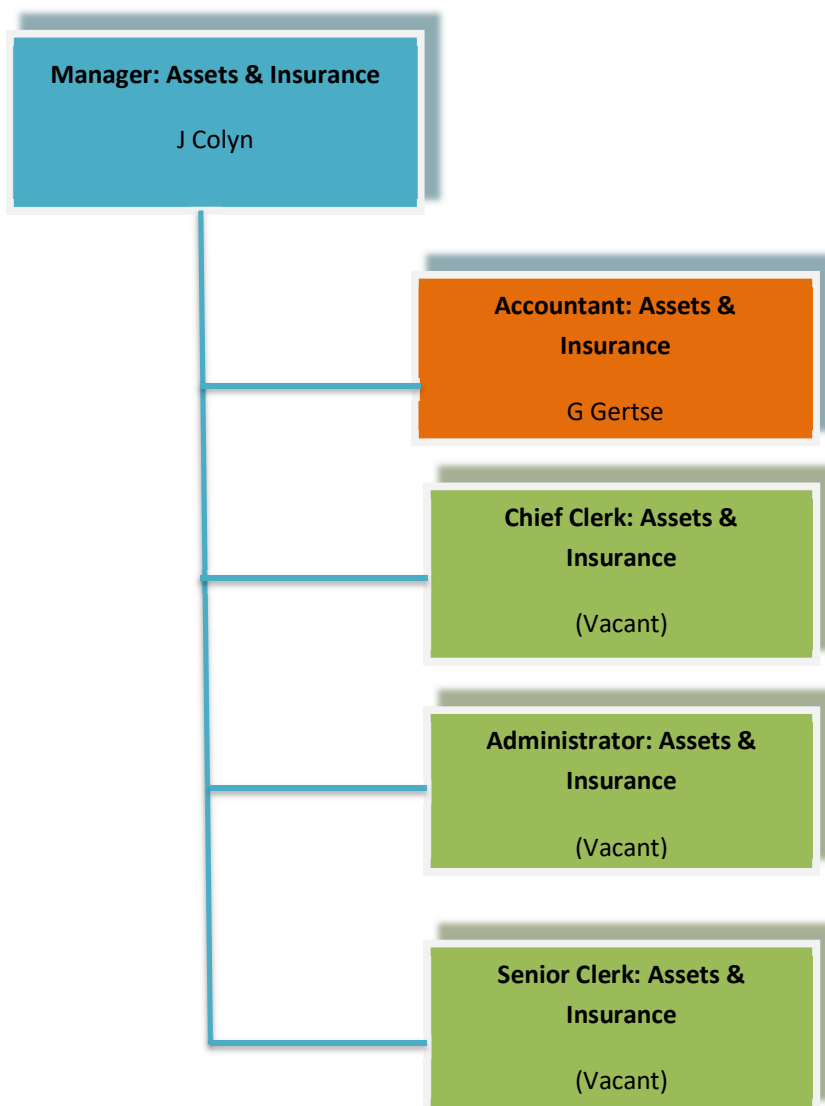 Manager: Assets & Insurance
J Colyn
Accountant: Assets &
Insurance
G Gertse
Chief Clerk: Assets &
Insurance
(Vacant)
Administrator: Assets &
Insurance
(Vacant)
Senior Clerk: Assets &
Insurance
(Vacant)